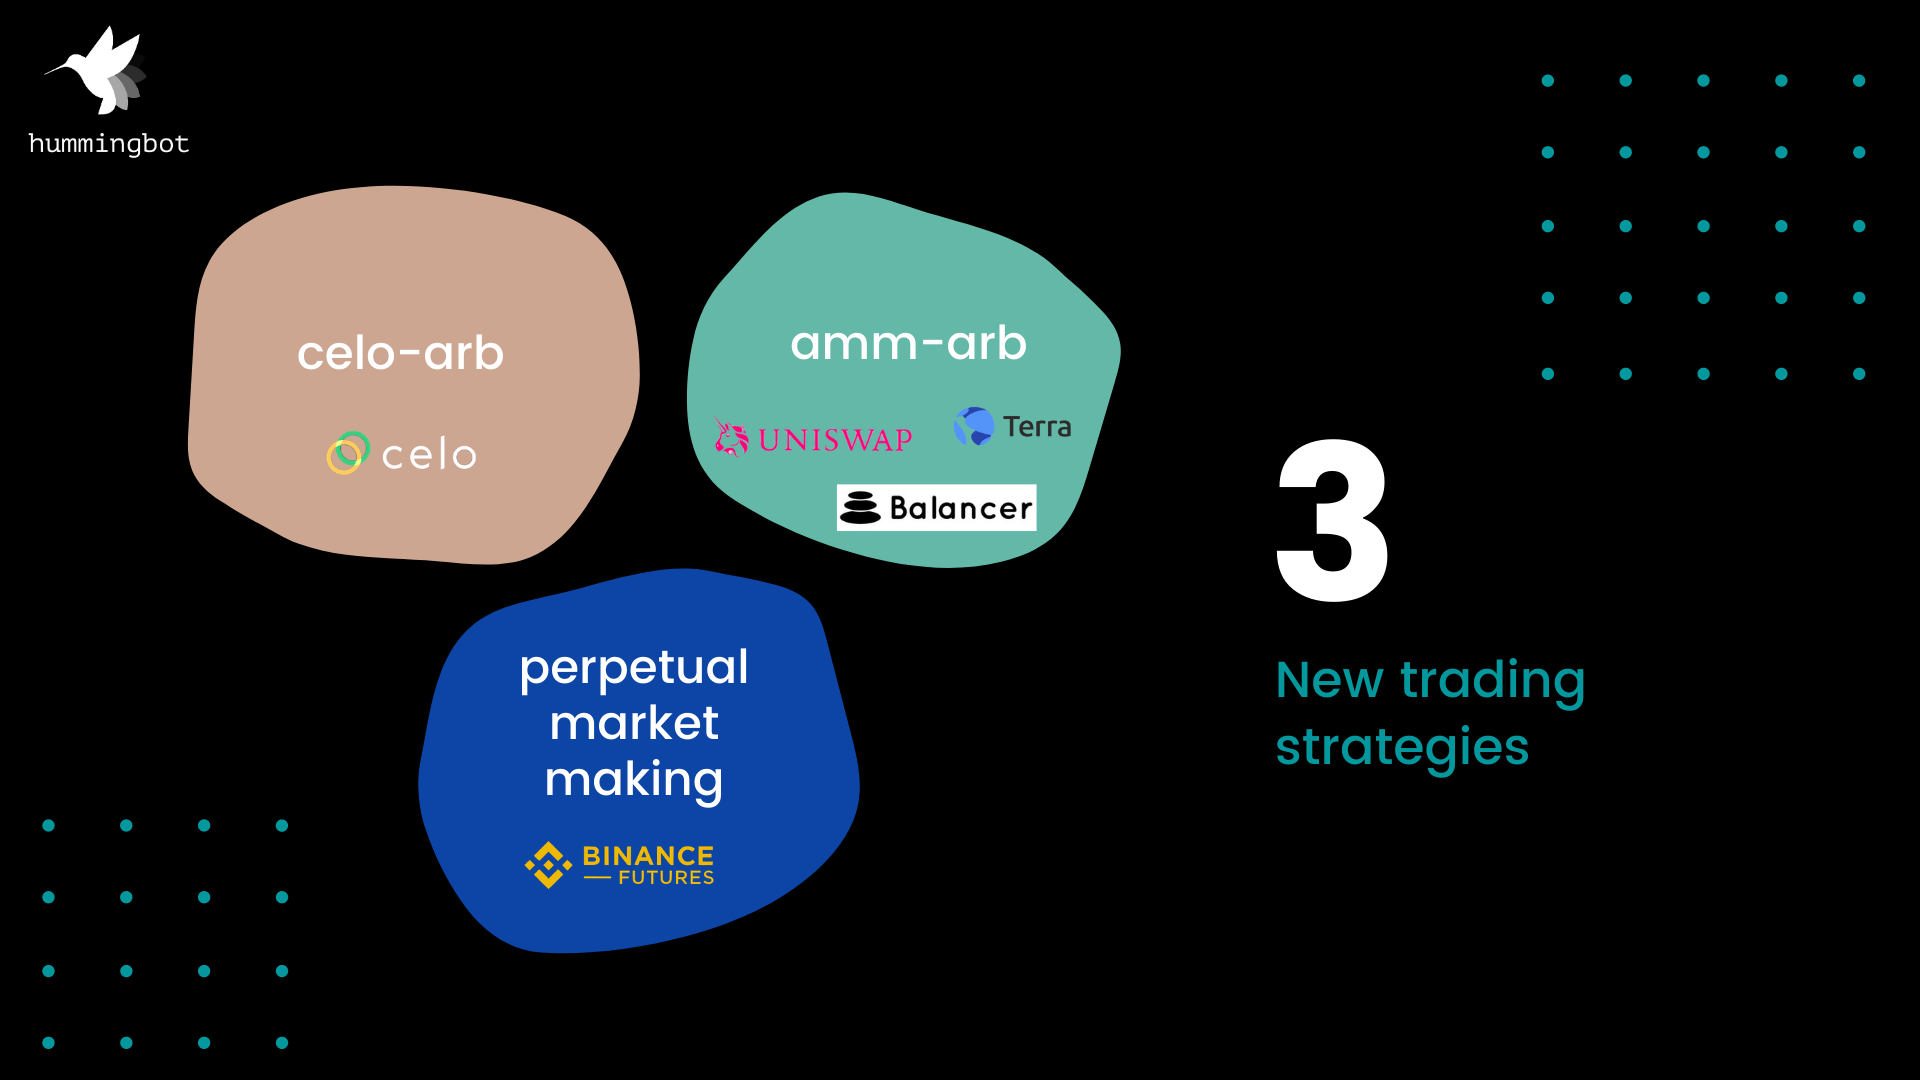 hummingbot
celo-arb
celo
amm-arb
UNISWAP
Terra
Balancer
perpetual
market
making
BINANCE
FUTURES
3
New trading
strategies